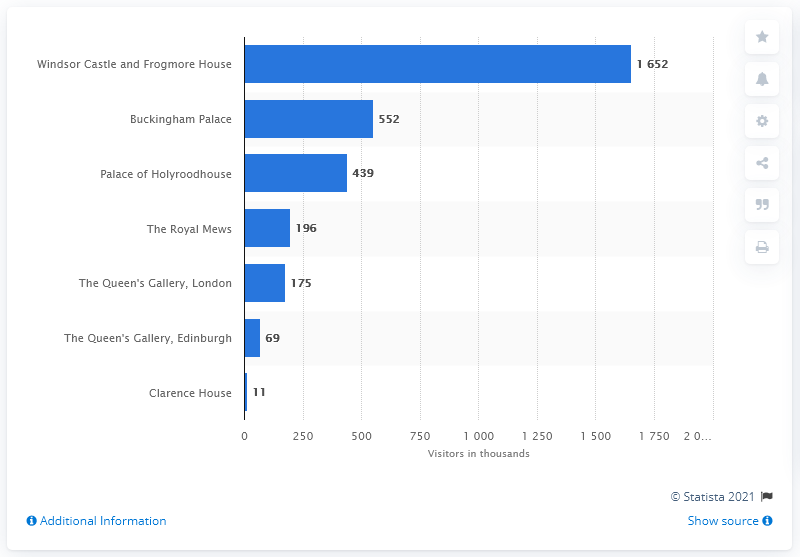 Windsor Castle and Frogmore House 1 652
Buckingham Palace 552
Palace of Holyroodhouse 439
The Royal Mews 196
The Queen's Gallery, London 175
The Queen's Gallery, Edinburgh 69
Clarence House 11
0 250 500 750 1 000 1 250 1 500 1 750 2 0...
Visitors in thousands
© Statista 2021
Additional Information Show source